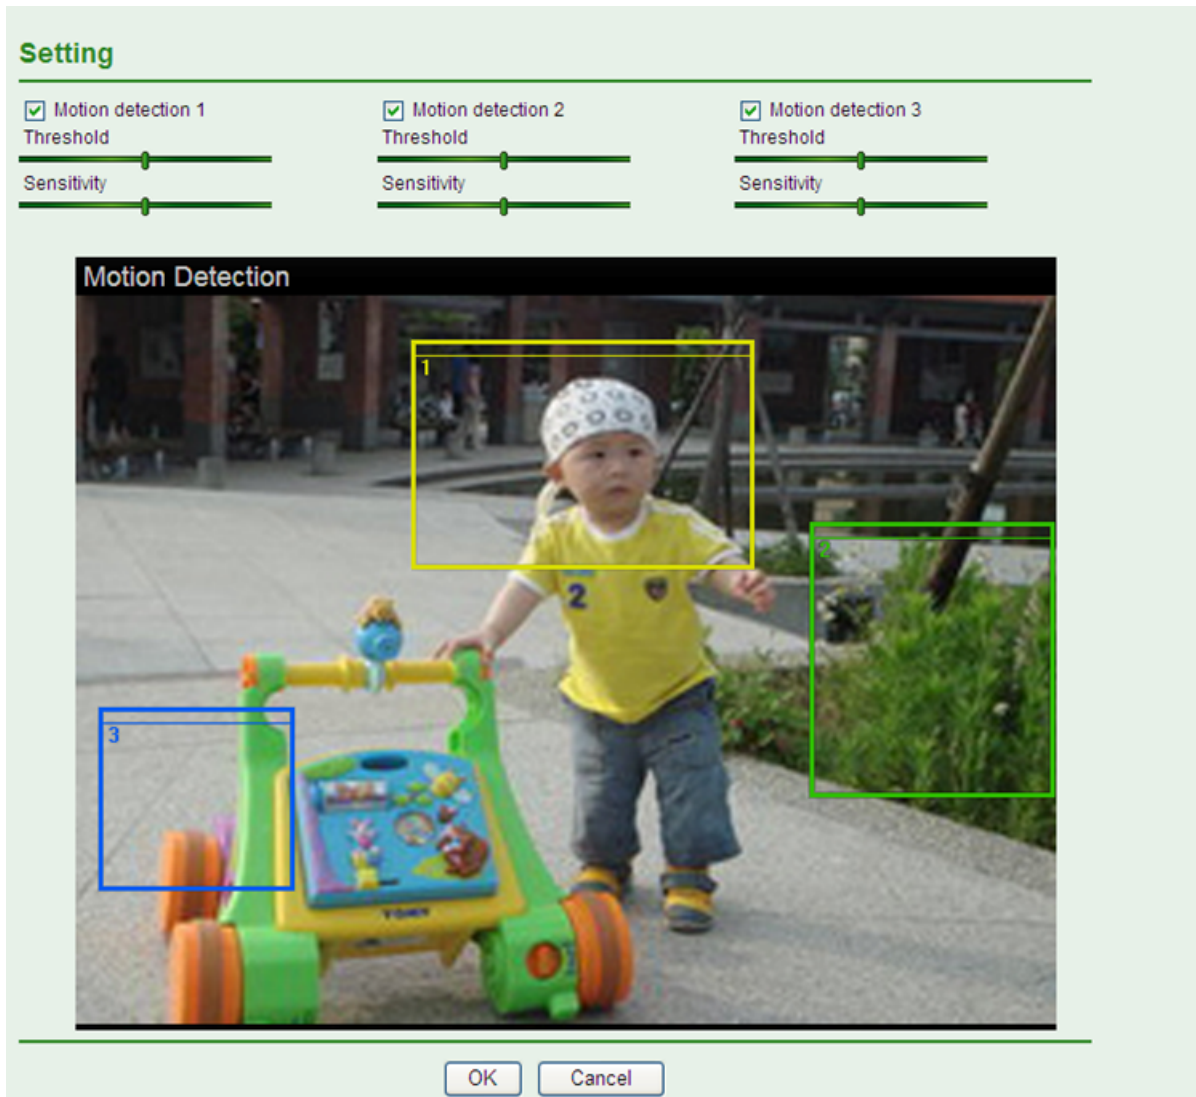 Setting
Motion detection 1
Motion detection 2
Motion detection 3
Threshold
Threshold
Threshold
Sensitivity
Sensitivity
Sensitivity
Motion Detection
1
2
2
3
TOMY
OK
Cancel